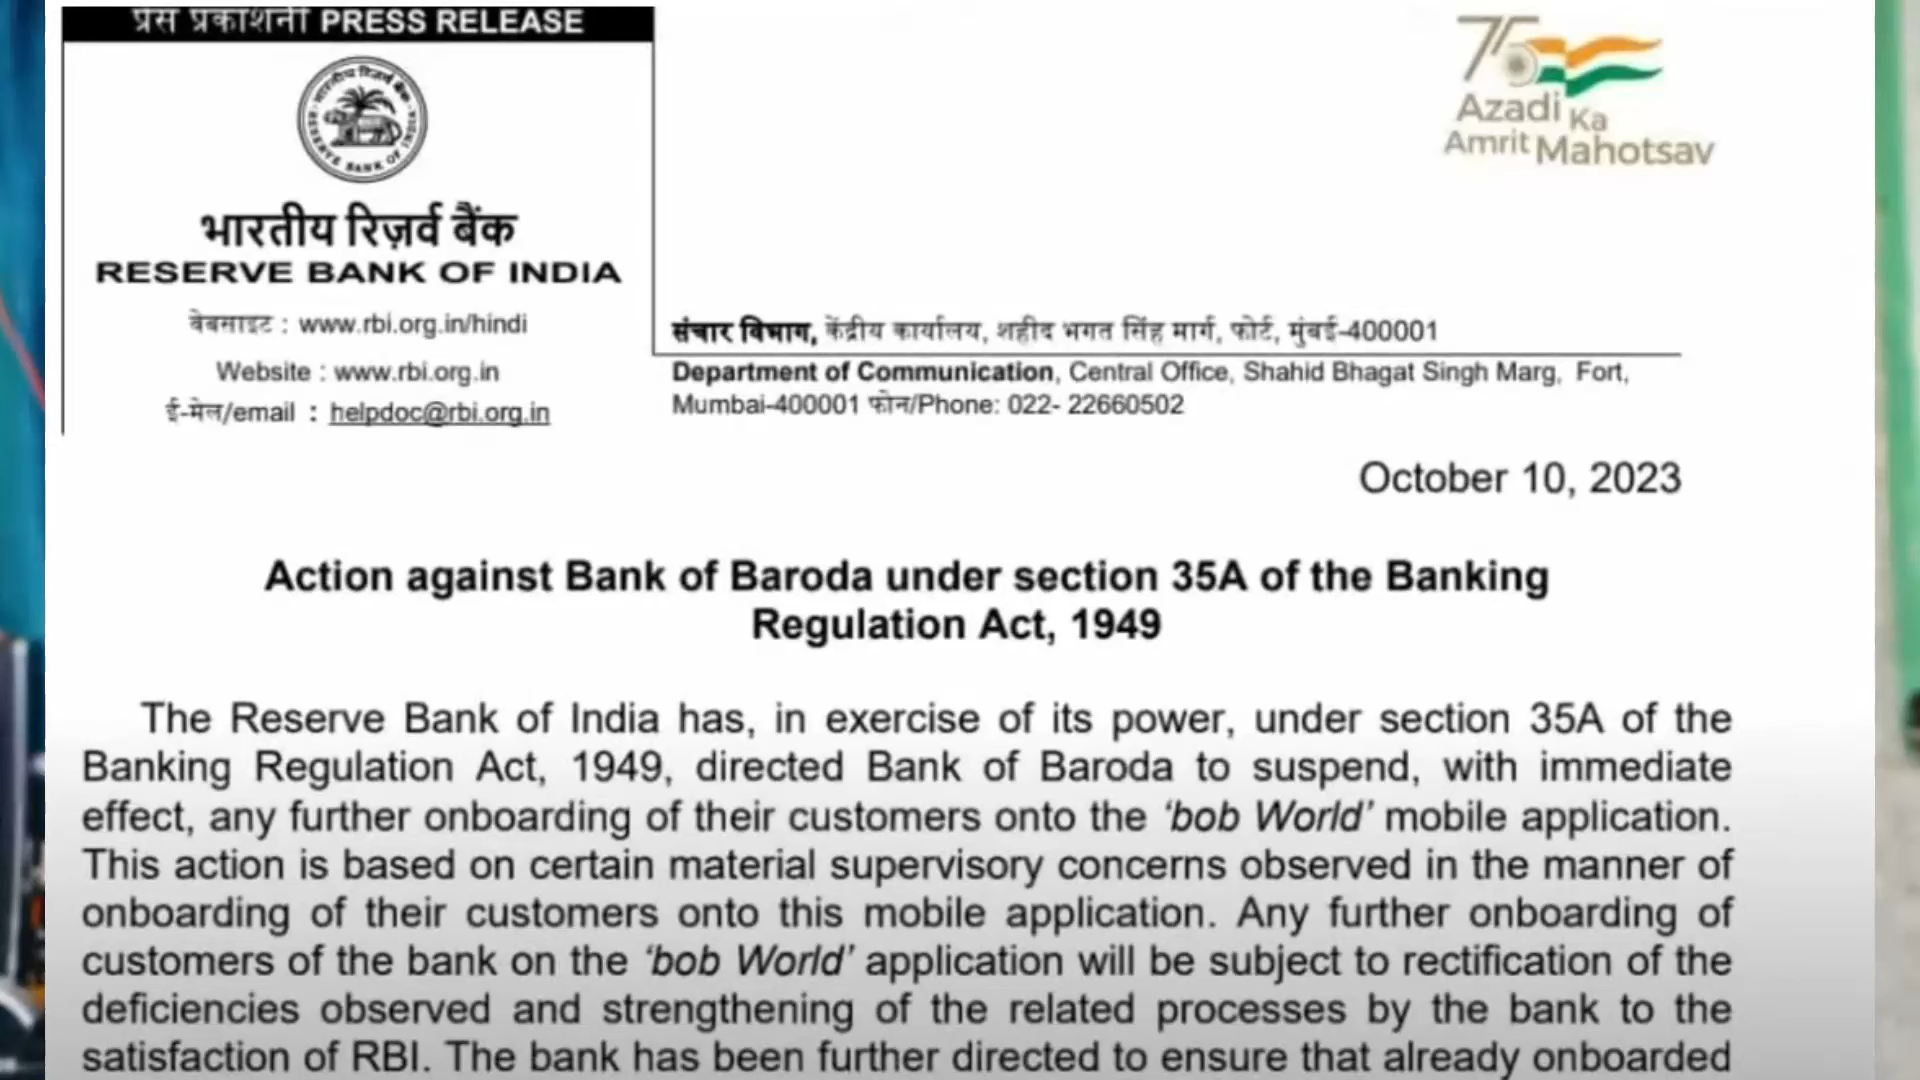 प्रेस प्रकाशनी PRESS RELEASE
भारतीय रिज़र्व बैंक
RESERVE BANK OF INDIA
भारतीय रिज़र्व बैंक
RESERVE BANK OF INDIA
वेबसाइट : www.rbi.org.in/hindi
Website : www.rbi.org.in
ई-मेल/email : helpdoc@rbi.org.in
75
Azadi Ka
Amrit Mahotsav
संचार विभाग, केंद्रीय कार्यालय, शहीद भगत सिंह मार्ग, फोर्ट, मुंबई-400001
Department of Communication, Central Office, Shahid Bhagat Singh Marg, Fort,
Mumbai-400001 फोन/Phone: 022- 22660502
October 10, 2023
Action against Bank of Baroda under section 35A of the Banking
Regulation Act, 1949
The Reserve Bank of India has, in exercise of its power, under section 35A of the
Banking Regulation Act, 1949, directed Bank of Baroda to suspend, with immediate
effect, any further onboarding of their customers onto the ‘bob World’ mobile application.
This action is based on certain material supervisory concerns observed in the manner of
onboarding of their customers onto this mobile application. Any further onboarding of
customers of the bank on the ‘bob World’ application will be subject to rectification of the
deficiencies observed and strengthening of the related processes by the bank to the
satisfaction of RBI. The bank has been further directed to ensure that already onboarded